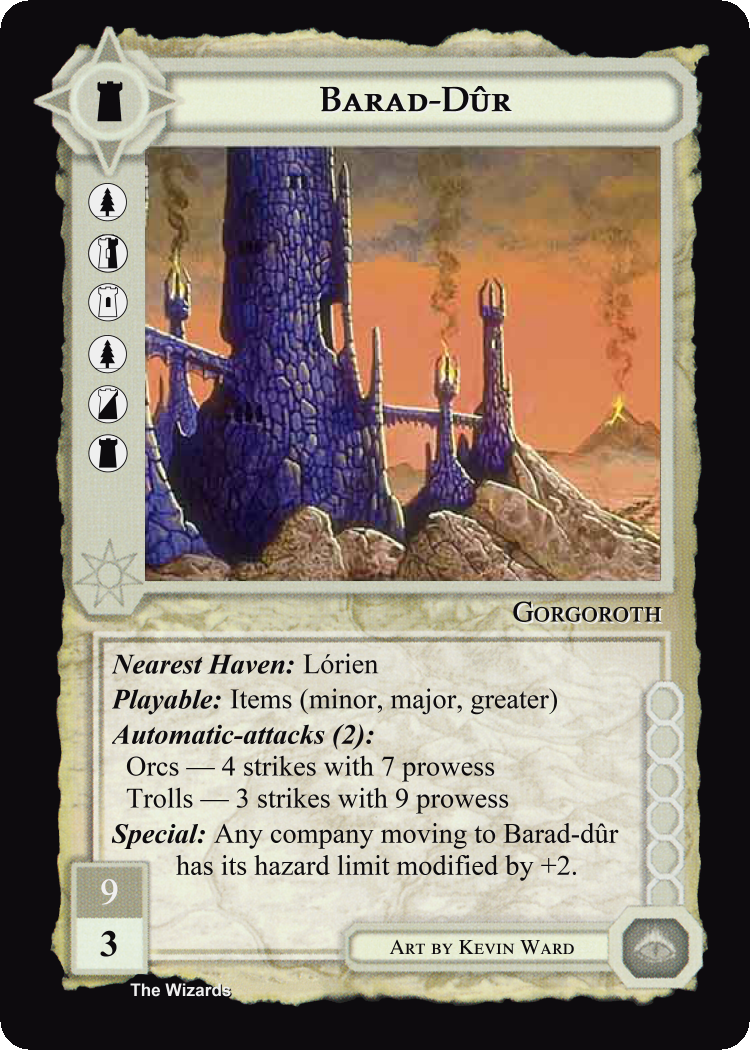 Barad-Dûr
Gorgoroth
Nearest Haven: Lórien
Playable: Items (minor, major, greater)
Automatic-attacks (2):
Orcs — 4 strikes with 7 prowess
Trolls — 3 strikes with 9 prowess
Special: Any company moving to Barad-dûr
has its hazard limit modified by +2.
9
3
Art by Kevin Ward
The Wizards